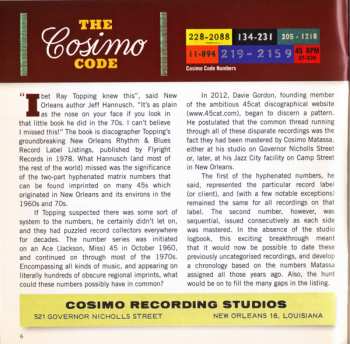 THE
Cosimo
CODE
228-2088 134-231 205-1218
11-894 219-2159 45 RPM
Cosimo Code Numbers
"I bet Ray Topping knew this", said New
Orleans author Jeff Hannusch. "It's as plain
as the nose on your face if you look in
that little book he did in the 70s. I can't believe
I missed this!" The book is discographer Topping's
groundbreaking New Orleans Rhythm & Blues
Record Label Listings, published by Flyright
Records in 1978. What Hannusch (and most of
the rest of the world) missed was the significance
of the two-part hyphenated matrix numbers that
can be found imprinted on many 45s which
originated in New Orleans and its environs in the
1960s and 70s.
If Topping suspected there was some sort of
system to the numbers, he certainly didn't let on,
and they had puzzled record collectors everywhere
for decades. The number series was initiated
on an Ace (Jackson, Miss) 45 in October 1960,
and continued on through most of the 1970s.
Encompassing all kinds of music, and appearing on
literally hundreds of obscure regional imprints, what
could these numbers possibly have in common?
In 2012, Davie Gordon, founding member
of the ambitious 45cat discographical website
(www.45cat.com), began to discern a pattern.
He postulated that the common thread running
through all of these disparate recordings was the
fact they had been mastered by Cosimo Matassa,
either at his studio on Governor Nicholls Street
or, later, at his Jazz City facility on Camp Street
in New Orleans.
The first of the hyphenated numbers, he
said, represented the particular record label
(or client), and (with a few notable exceptions)
remained the same for all recordings on that
label. The second number, however, was
sequential, issued consecutively as each side
was mastered. In the absence of the studio
logbook, this exciting breakthrough meant
that it would now be possible to date these
previously uncategorised recordings, and develop
a chronology based on the numbers Matassa
assigned all those years ago. Also, the hunt
would be on to fill the many gaps in the listing.
COSIMO RECORDING STUDIOS
521 GOVERNOR NICHOLLS STREET NEW ORLEANS 16, LOUISIANA
6